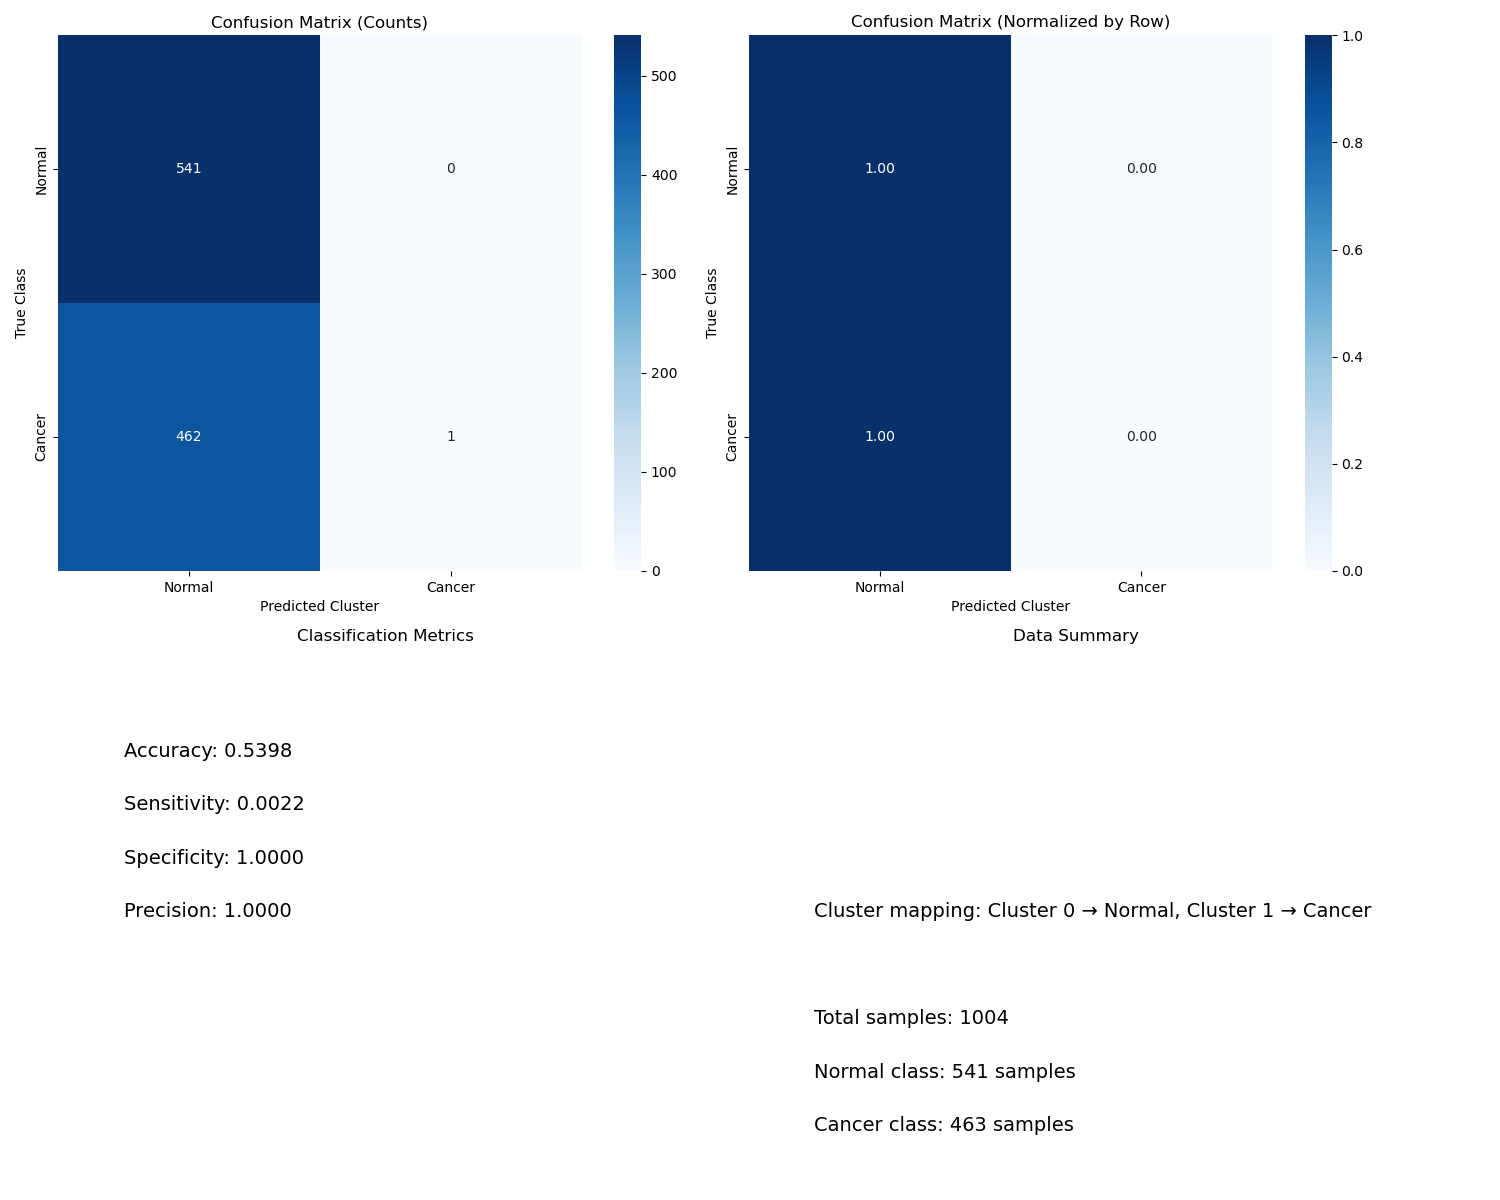 Confusion Matrix (Counts)
Normal
541
0
Cancer
462
1
True Class
Normal
Cancer
Predicted Cluster
500
400
300
200
100
0
Confusion Matrix (Normalized by Row)
Normal
1.00
0.00
Cancer
1.00
0.00
True Class
Normal
Cancer
Predicted Cluster
1.0
0.8
0.6
0.4
0.2
0.0
Classification Metrics
Accuracy: 0.5398
Sensitivity: 0.0022
Specificity: 1.0000
Precision: 1.0000
Data Summary
Cluster mapping: Cluster 0 → Normal, Cluster 1 → Cancer
Total samples: 1004
Normal class: 541 samples
Cancer class: 463 samples